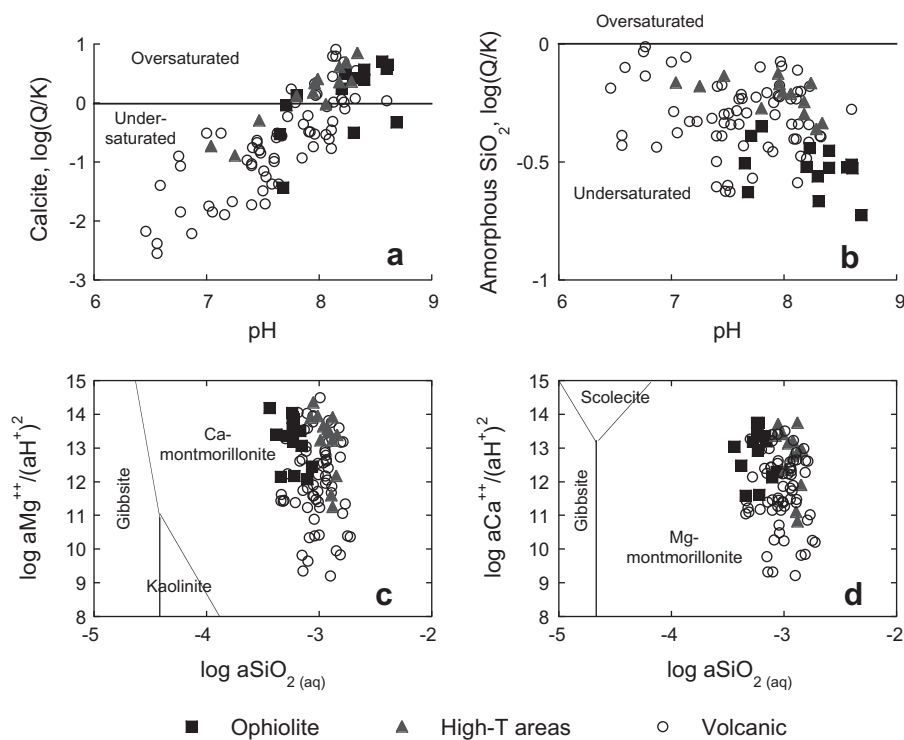 Calcite, log(Q/K)
1
0
-1
-2
-3
Oversaturated
Under-
saturated
a
6
7
8
9
pH
Amorphous SiO2, log(Q/K)
0
-0.5
-1
Oversaturated
Undersaturated
b
6
7
8
9
pH
log aMg++/(aH+)2
15
14
13
12
11
10
9
8
Gibbsite
Ca-
montmorillonite
Kaolinite
c
-5
-4
-3
-2
log aSiO2 (aq)
log aCa++/(aH+)2
15
14
13
12
11
10
9
8
Scolecite
Gibbsite
Mg-
montmorillonite
d
-5
-4
-3
-2
log aSiO2 (aq)
Ophiolite
High-T areas
Volcanic